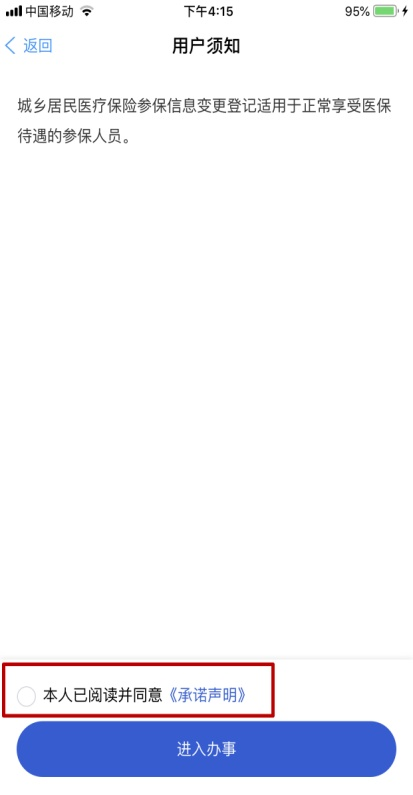 中国移动 下午4:15 95%
返回 用户须知
城乡居民医疗保险参保信息变更登记适用于正常享受医保
待遇的参保人员。
本人已阅读并同意《承诺声明》
进入办事